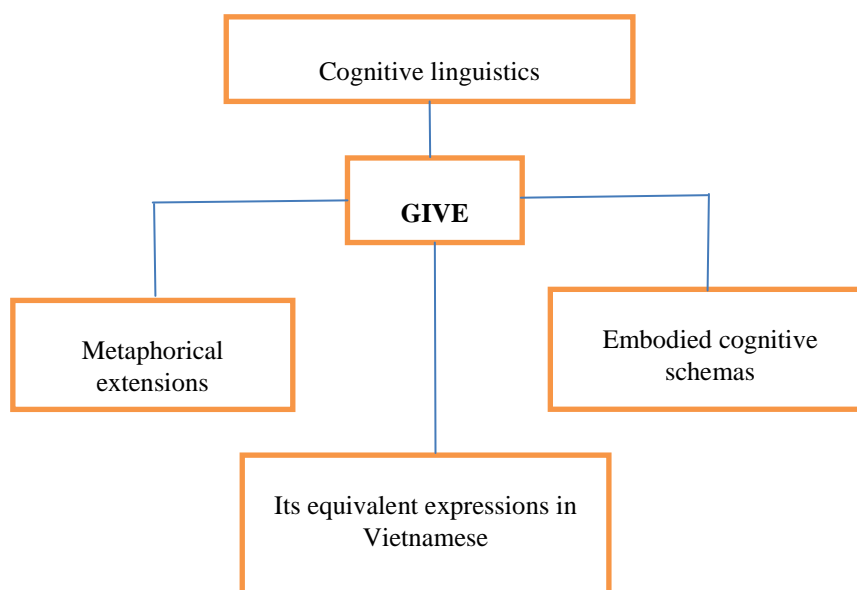 Cognitive linguistics
GIVE
Metaphorical
extensions
Embodied cognitive
schemas
Its equivalent expressions in
Vietnamese